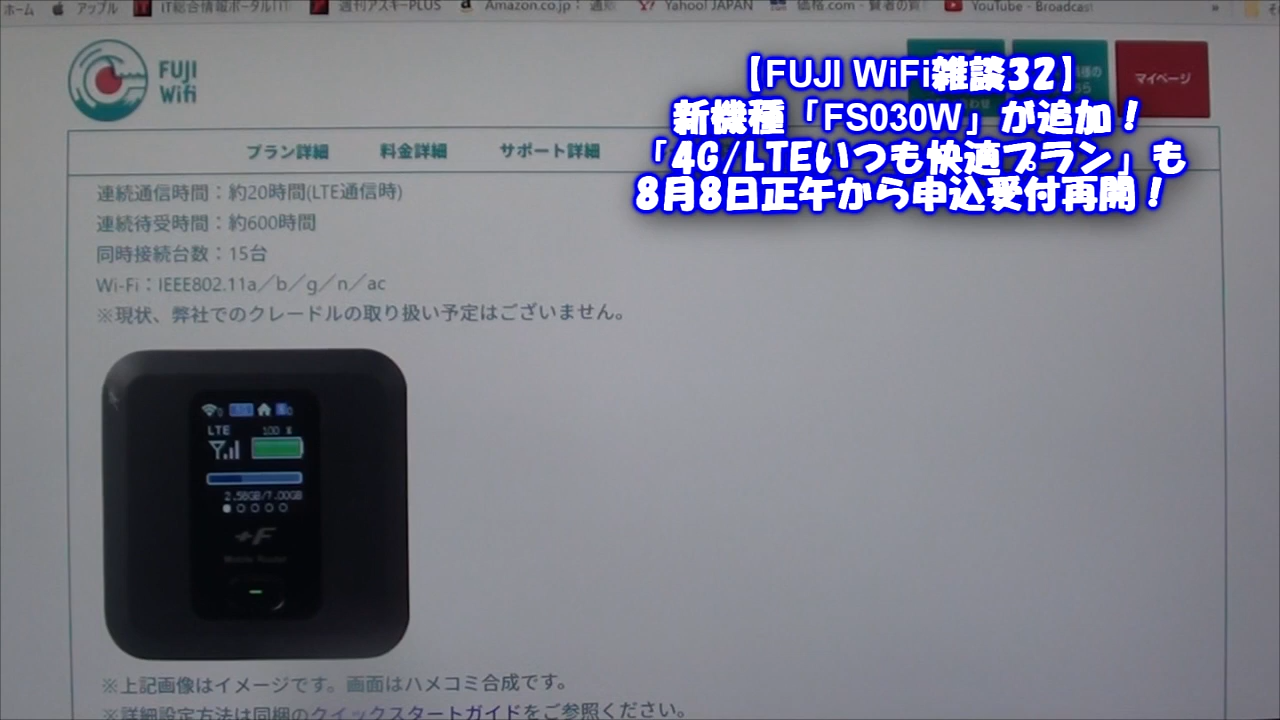 ホーム アップル IT総合情報ポータル「IT 週刊アスキーPLUS Amazon.co.jp： 通販 Yahoo! JAPAN 価格.com - 賢者の買 YouTube - Broadcast »
FUJI
Wifi
マイページ
【FUJI WiFi雑談32】
新機種「FS030W」が追加！
「4G/LTEいつも快適プラン」も
8月8日正午から申込受付再開！
プラン詳細 料金詳細 サポート詳細
連続通信時間：約20時間(LTE通信時)
連続待受時間：約600時間
同時接続台数：15台
Wi-Fi：IEEE802.11a／b／g／n／ac
※現状、弊社でのクレードルの取り扱い予定はございません。
LTE 100 %
2.58GB/7.00GB
+F
Mobile Router
※上記画像はイメージです。画面はハメコミ合成です。
※詳細設定方法は同梱のクイックスタートガイドをご参照ください。